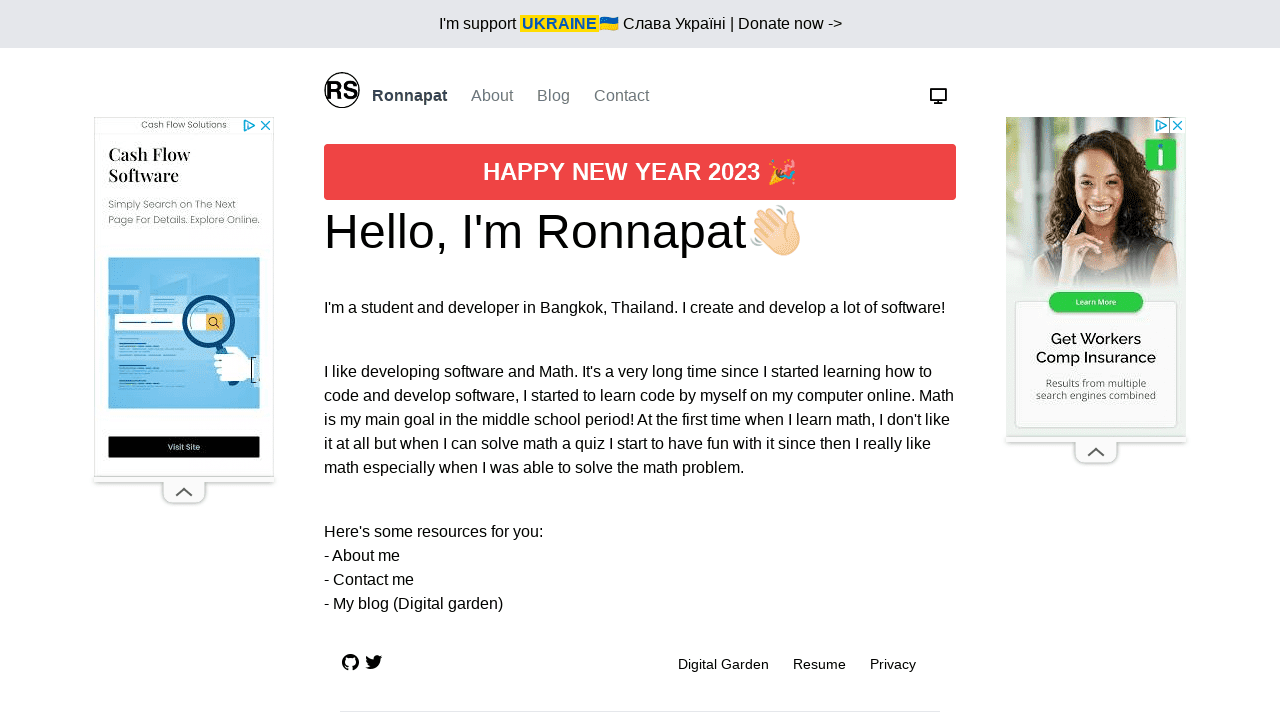 I'm support UKRAINE🇺🇦 Слава Україні | Donate now ->
RS Ronnapat About Blog Contact
Cash Flow Solutions
Cash Flow
Software
Simply Search on The Next
Page For Details. Explore Online.
Visit Site
HAPPY NEW YEAR 2023 🎉
Hello, I'm Ronnapat👋🏻
I'm a student and developer in Bangkok, Thailand. I create and develop a lot of software!
I like developing software and Math. It's a very long time since I started learning how to
code and develop software, I started to learn code by myself on my computer online. Math
is my main goal in the middle school period! At the first time when I learn math, I don't like
it at all but when I can solve math a quiz I start to have fun with it since then I really like
math especially when I was able to solve the math problem.
Here's some resources for you:
- About me
- Contact me
- My blog (Digital garden)
Learn More
Get Workers
Comp Insurance
Results from multiple
search engines combined
Digital Garden Resume Privacy